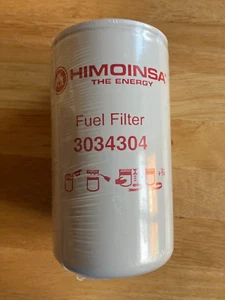 HIMOINSA®
THE ENERGY
Fuel Filter
3034304